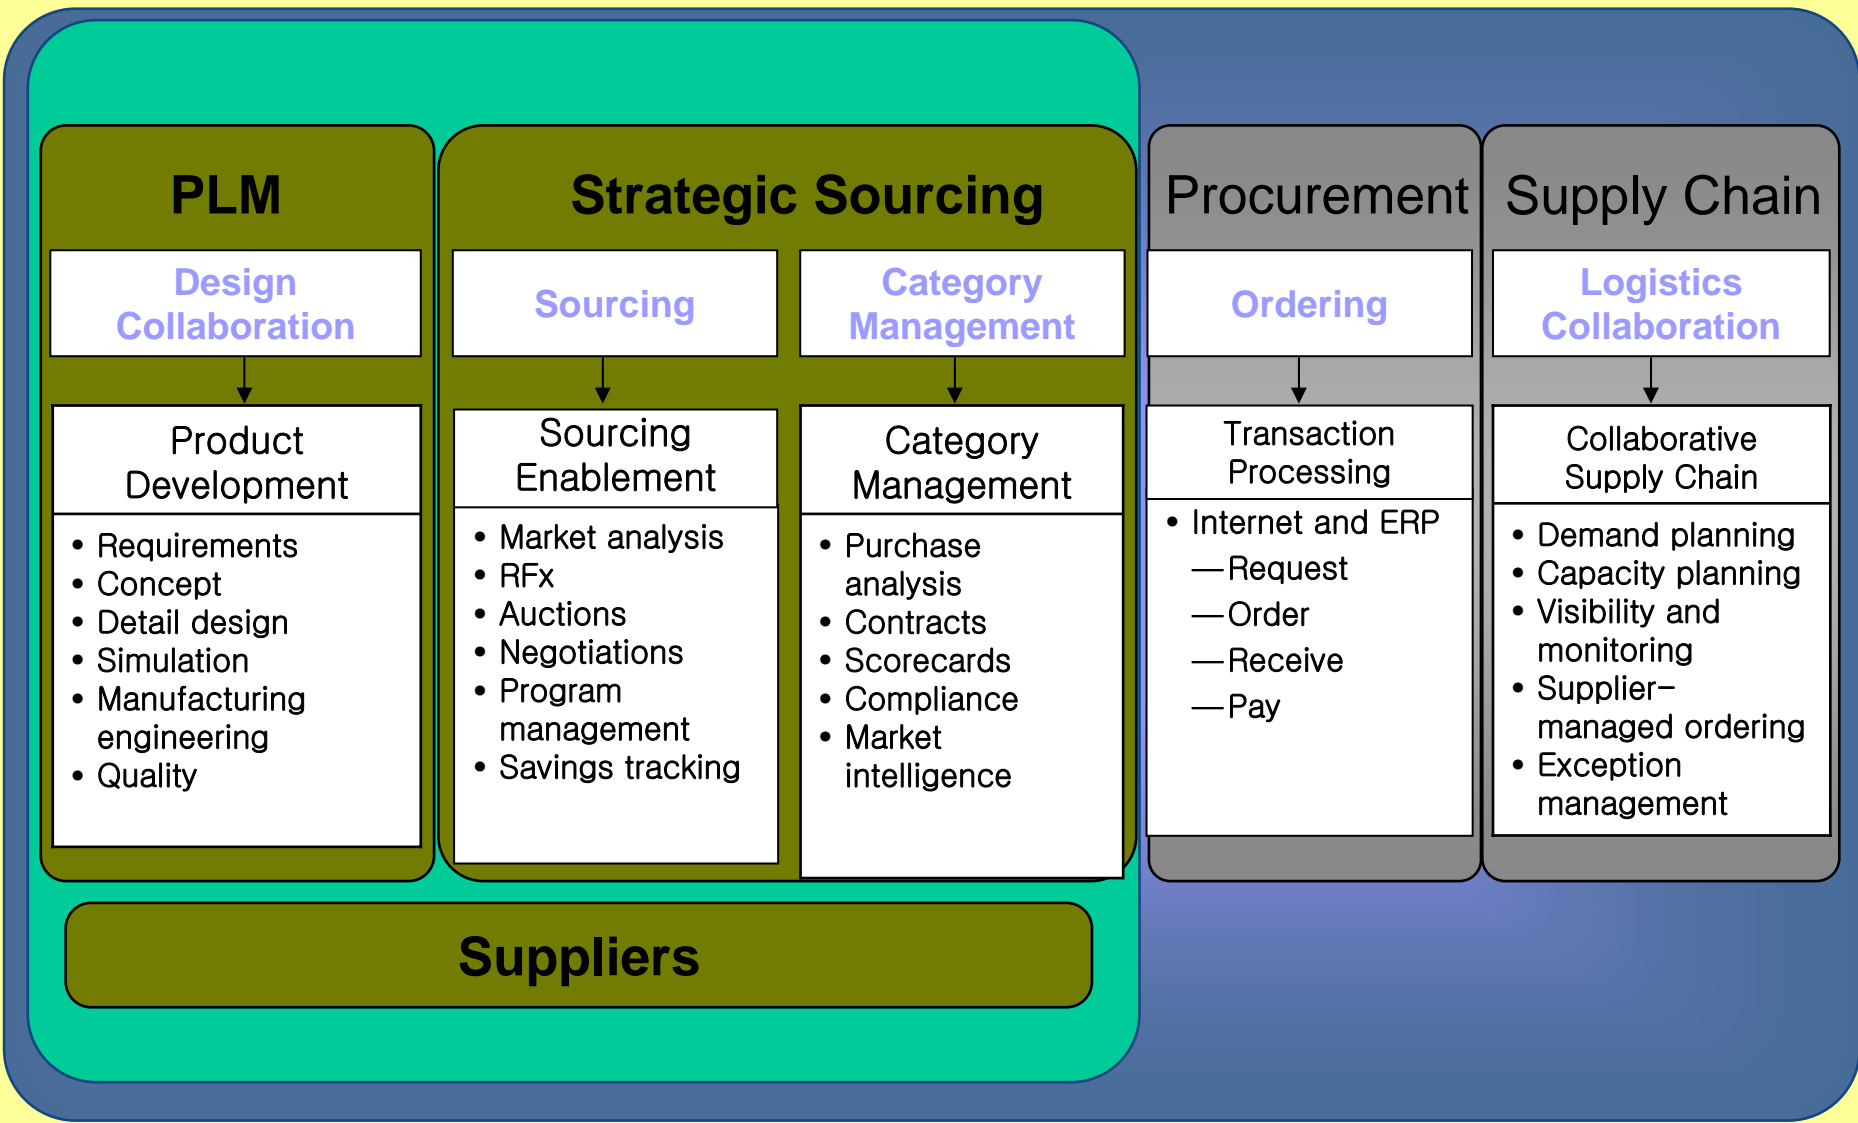 PLM
Design
Collaboration
Product
Development
• Requirements
• Concept
• Detail design
• Simulation
• Manufacturing
engineering
• Quality
Strategic Sourcing
Sourcing
Sourcing
Enablement
• Market analysis
• RFx
• Auctions
• Negotiations
• Program
management
• Savings tracking
Category
Management
Category
Management
• Purchase
analysis
• Contracts
• Scorecards
• Compliance
• Market
intelligence
Procurement
Ordering
Transaction
Processing
• Internet and ERP
—Request
—Order
—Receive
—Pay
Supply Chain
Logistics
Collaboration
Collaborative
Supply Chain
• Demand planning
• Capacity planning
• Visibility and
monitoring
• Supplier-
managed ordering
• Exception
management
Suppliers